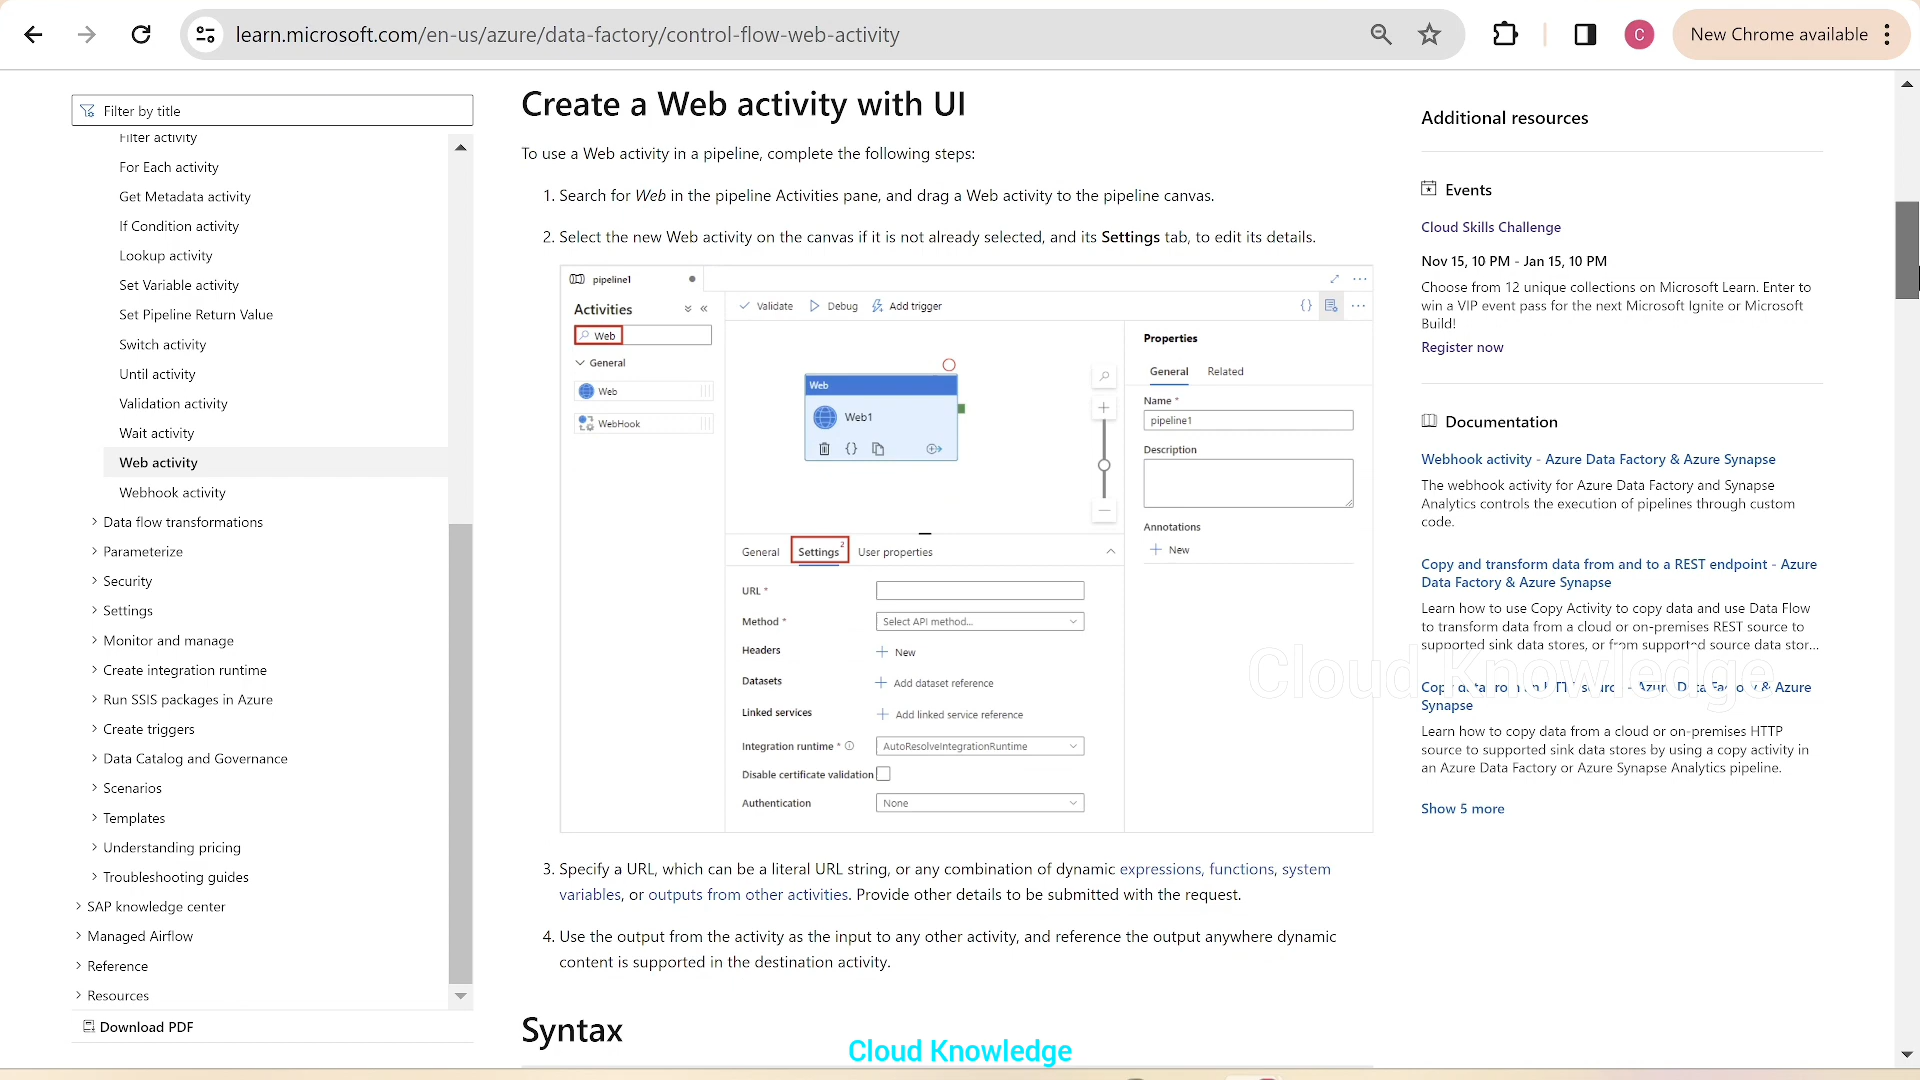 learn.microsoft.com/en-us/azure/data-factory/control-flow-web-activity
C
New Chrome available
Filter by title
Filter activity
For Each activity
Get Metadata activity
If Condition activity
Lookup activity
Set Variable activity
Set Pipeline Return Value
Switch activity
Until activity
Validation activity
Wait activity
Web activity
Webhook activity
Data flow transformations
Parameterize
Security
Settings
Monitor and manage
Create integration runtime
Run SSIS packages in Azure
Create triggers
Data Catalog and Governance
Scenarios
Templates
Understanding pricing
Troubleshooting guides
SAP knowledge center
Managed Airflow
Reference
Resources
Download PDF
Create a Web activity with UI
To use a Web activity in a pipeline, complete the following steps:
1. Search for Web in the pipeline Activities pane, and drag a Web activity to the pipeline canvas.
2. Select the new Web activity on the canvas if it is not already selected, and its Settings tab, to edit its details.
pipeline1
Activities
Validate Debug Add trigger
Web
General
Web
WebHook
Web
Web1
Properties
General Related
Name *
pipeline1
Description
Annotations
New
General Settings 2 User properties
URL *
Method * Select API method...
Headers New
Datasets Add dataset reference
Linked services Add linked service reference
Integration runtime * AutoResolveIntegrationRuntime
Disable certificate validation
Authentication None
3. Specify a URL, which can be a literal URL string, or any combination of dynamic expressions, functions, system
variables, or outputs from other activities. Provide other details to be submitted with the request.
4. Use the output from the activity as the input to any other activity, and reference the output anywhere dynamic
content is supported in the destination activity.
Syntax
Cloud Knowledge
Additional resources
Events
Cloud Skills Challenge
Nov 15, 10 PM - Jan 15, 10 PM
Choose from 12 unique collections on Microsoft Learn. Enter to
win a VIP event pass for the next Microsoft Ignite or Microsoft
Build!
Register now
Documentation
Webhook activity - Azure Data Factory & Azure Synapse
The webhook activity for Azure Data Factory and Synapse
Analytics controls the execution of pipelines through custom
code.
Copy and transform data from and to a REST endpoint - Azure
Data Factory & Azure Synapse
Learn how to use Copy Activity to copy data and use Data Flow
to transform data from a cloud or on-premises REST source to
supported sink data stores, or from supported source data stor...
Cloud Knowledge
Copy data from an HTTP source - Azure Data Factory & Azure
Synapse
Learn how to copy data from a cloud or on-premises HTTP
source to supported sink data stores by using a copy activity in
an Azure Data Factory or Azure Synapse Analytics pipeline.
Show 5 more